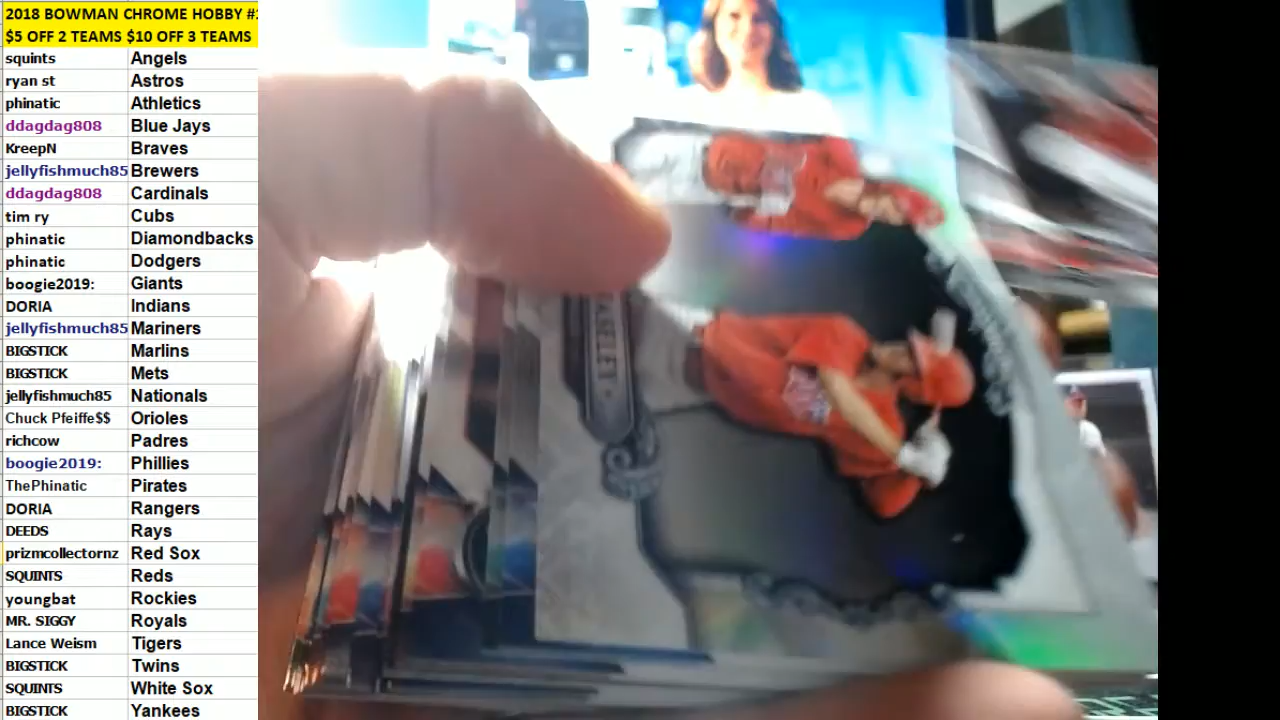 2018 BOWMAN CHROME HOBBY #
$5 OFF 2 TEAMS $10 OFF 3 TEAMS
squints Angels
ryan st Astros
phinatic Athletics
ddagdag808 Blue Jays
KreepN Braves
jellyfishmuch85 Brewers
ddagdag808 Cardinals
tim ry Cubs
phinatic Diamondbacks
phinatic Dodgers
boogie2019: Giants
DORIA Indians
jellyfishmuch85 Mariners
BIGSTICK Marlins
BIGSTICK Mets
jellyfishmuch85 Nationals
Chuck Pfeiffe$$ Orioles
richcow Padres
boogie2019: Phillies
ThePhinatic Pirates
DORIA Rangers
DEEDS Rays
prizmcollectornz Red Sox
SQUINTS Reds
youngbat Rockies
MR. SIGGY Royals
Lance Weism Tigers
BIGSTICK Twins
SQUINTS White Sox
BIGSTICK Yankees